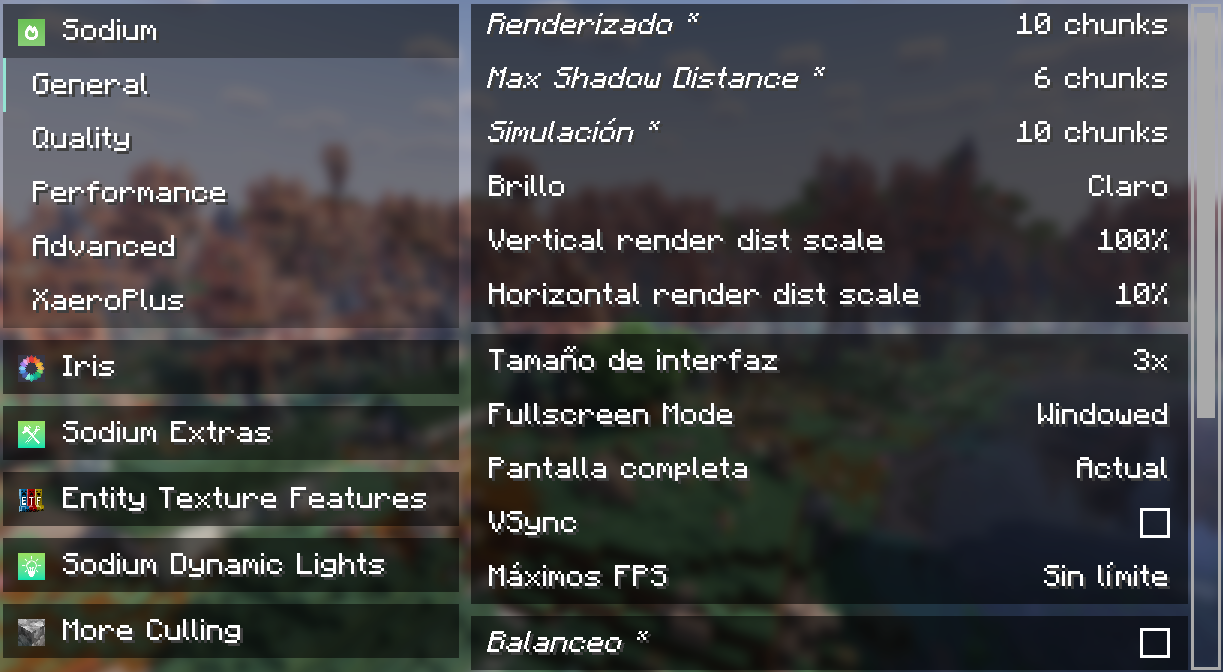 Sodium
General
Quality
Performance
Advanced
XaeroPlus
Iris
Sodium Extras
ETF
Entity Texture Features
Sodium Dynamic Lights
More Culling
Renderizado * 10 chunks
Max Shadow Distance * 6 chunks
Simulación * 10 chunks
Brillo Claro
Vertical render dist scale 100%
Horizontal render dist scale 10%
Tamaño de interfaz 3x
Fullscreen Mode Windowed
Pantalla completa Actual
VSync
Máximos FPS Sin límite
Balanceo *